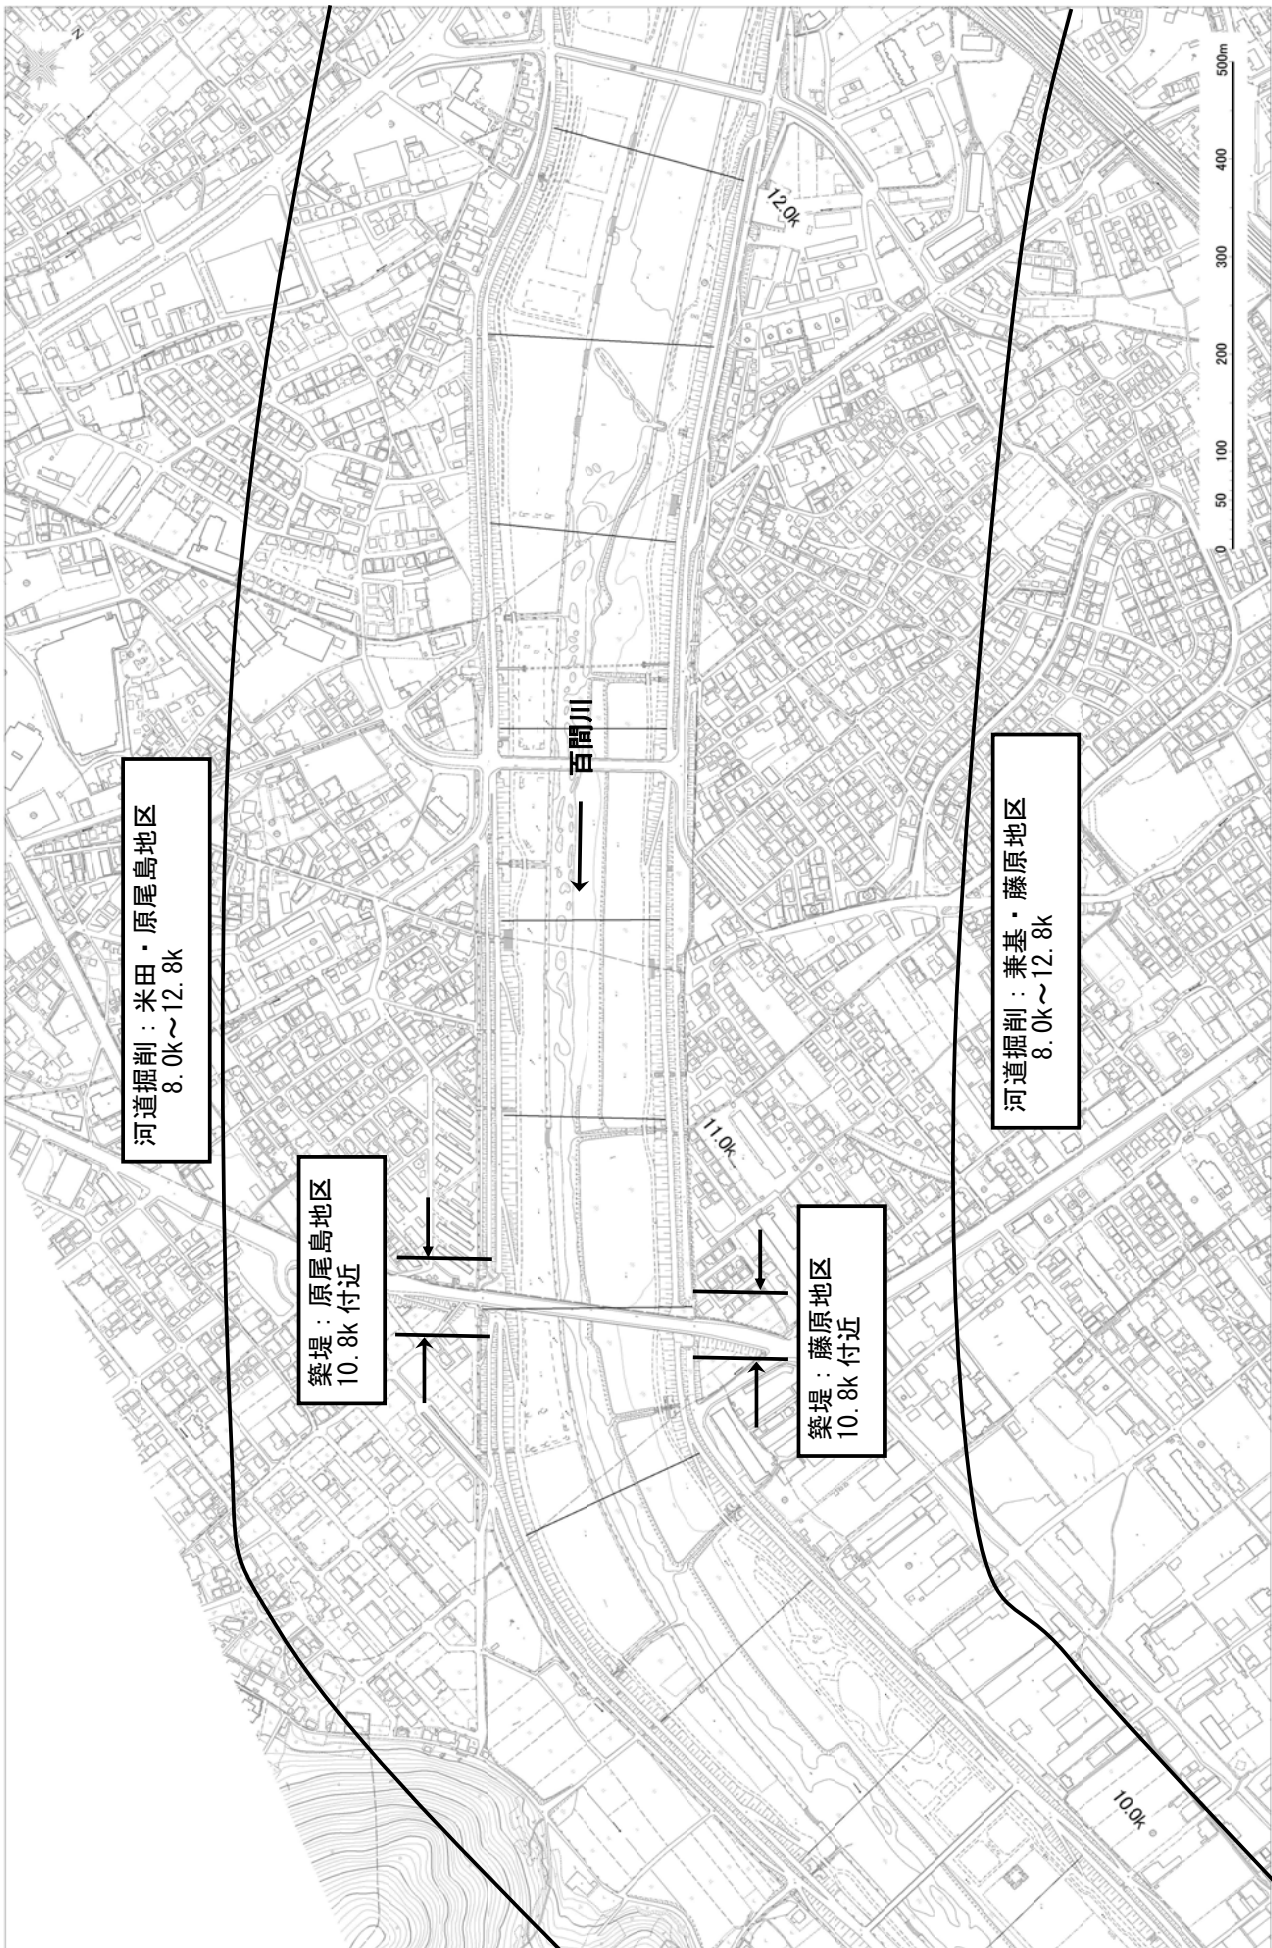 河道掘削：米田・原尾島地区
8.0k～12.8k
築堤：原尾島地区
10.8k 付近
百間川
12.0k
11.0k
10.0k
築堤：藤原地区
10.8k 付近
河道掘削：兼基・藤原地区
8.0k～12.8k
0 50 100 200 300 400 500m
N